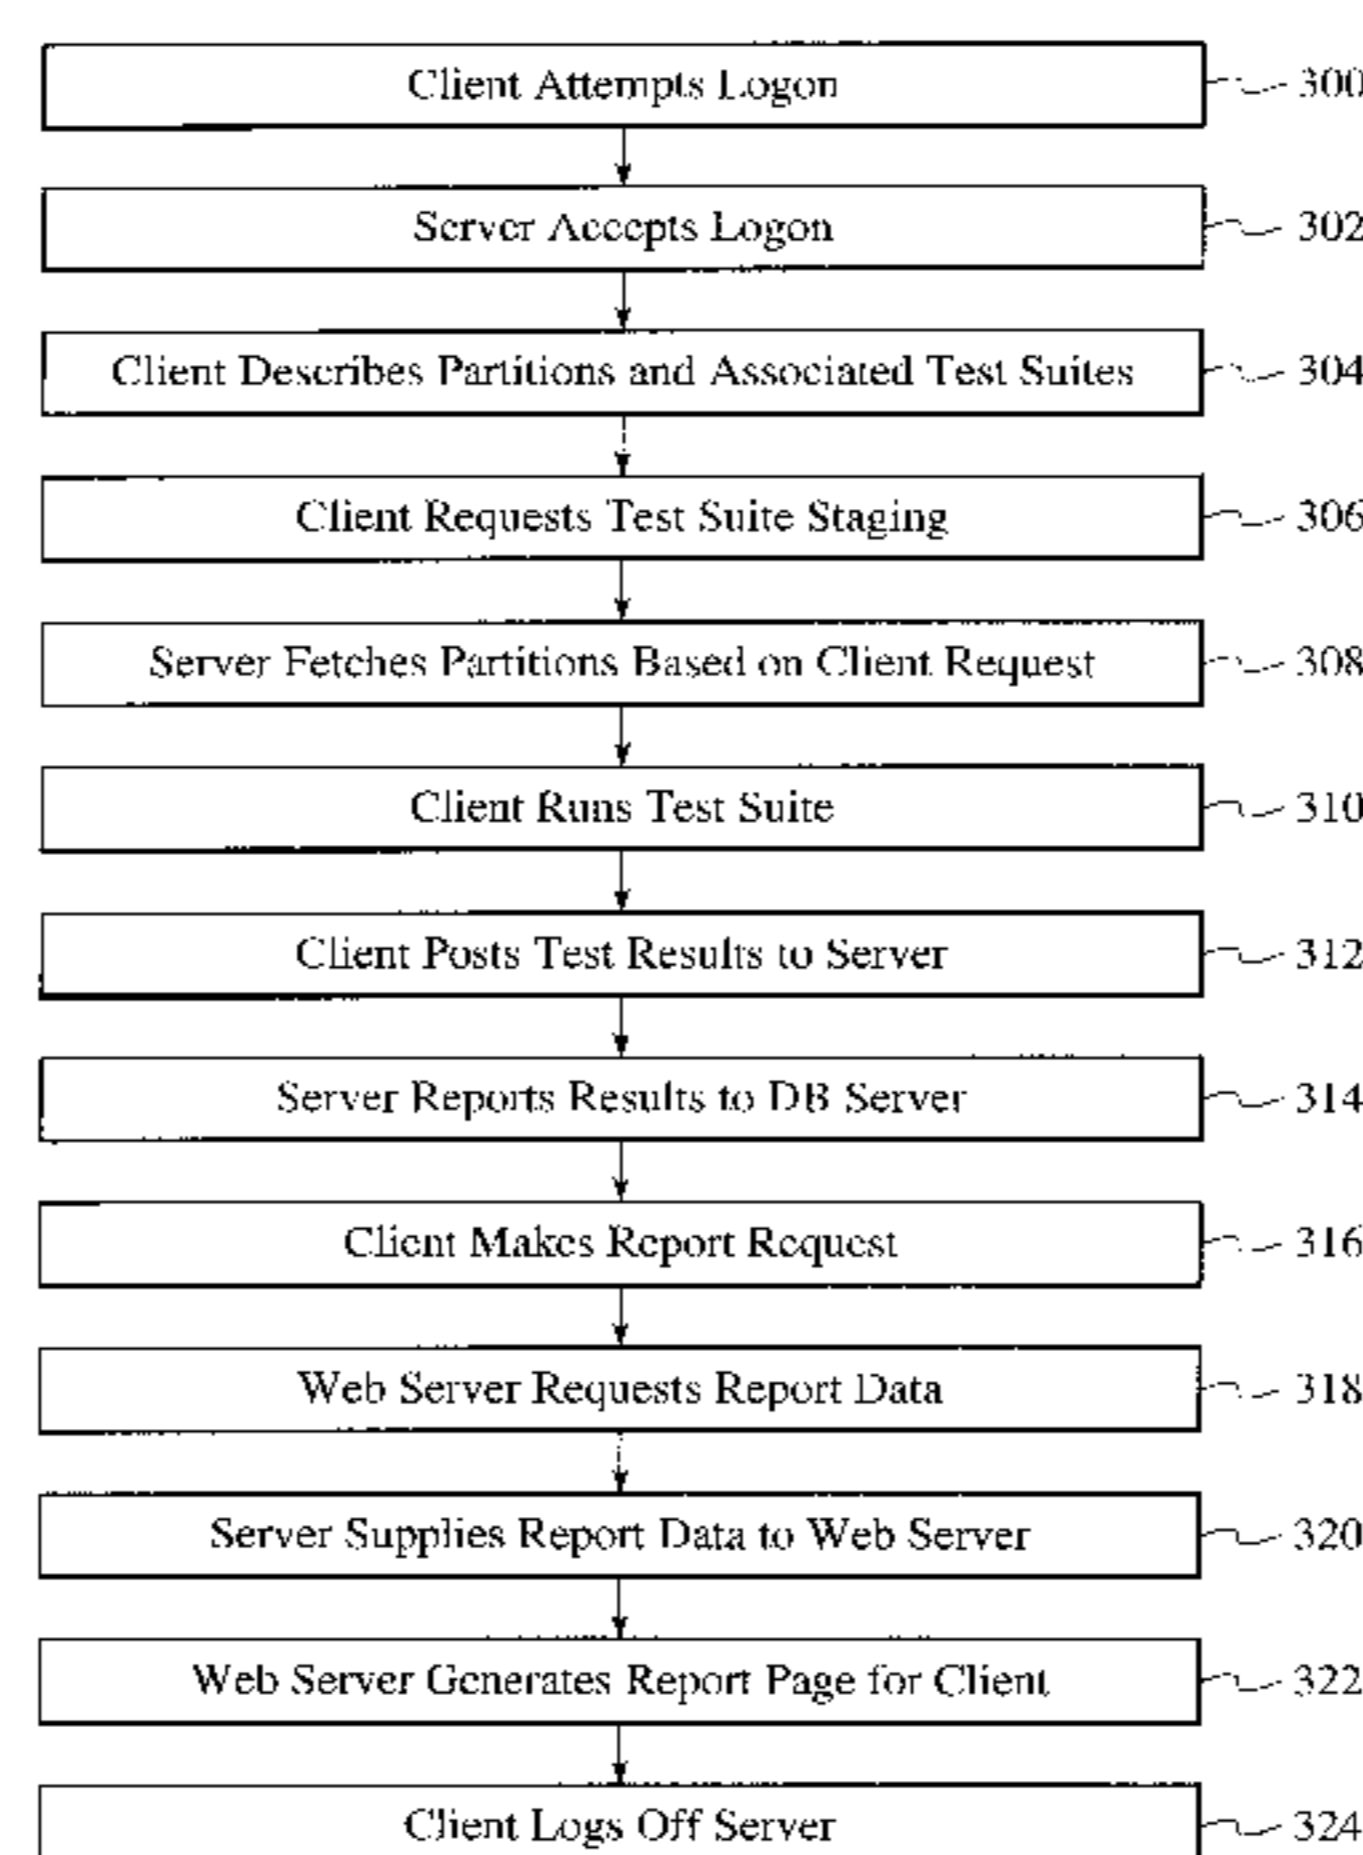 Client Attempts Logon 300
Server Accepts Logon 302
Client Describes Partitions and Associated Test Suites 304
Client Requests Test Suite Staging 306
Server Fetches Partitions Based on Client Request 308
Client Runs Test Suite 310
Client Posts Test Results to Server 312
Server Reports Results to DB Server 314
Client Makes Report Request 316
Web Server Requests Report Data 318
Server Supplies Report Data to Web Server 320
Web Server Generates Report Page for Client 322
Client Logs Off Server 324